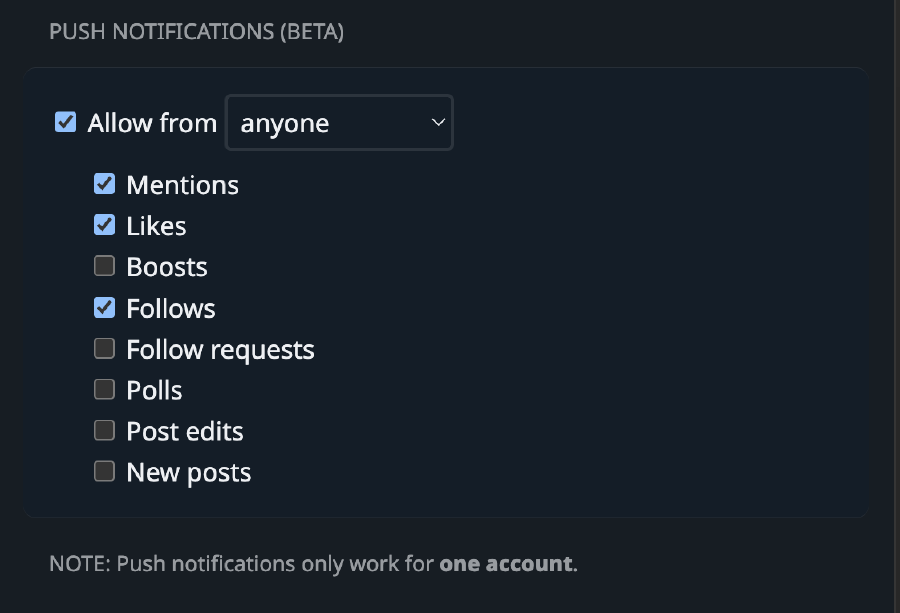 PUSH NOTIFICATIONS (BETA)
Allow from anyone
Mentions
Likes
Boosts
Follows
Follow requests
Polls
Post edits
New posts
NOTE: Push notifications only work for one account.